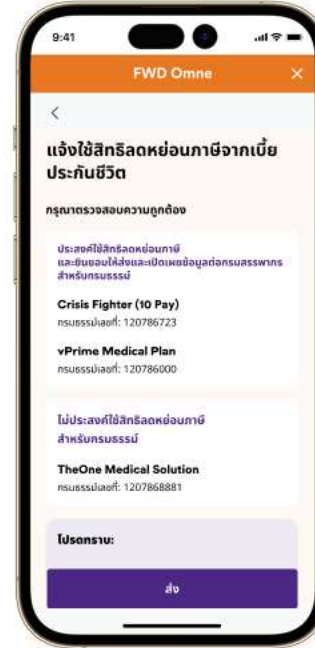 9:41
FWD Omne
แจ้งใช้สิทธิลดหย่อนภาษีจากเบี้ย
ประกันชีวิต
กรุณาตรวจสอบความถูกต้อง
ประสงค์ใช้สิทธิลดหย่อนภาษี
และยินยอมให้ส่งและเปิดเผยข้อมูลต่อกรมสรรพากร
สำหรับกรมธรรม์
Crisis Fighter (10 Pay)
กรมธรรม์เลขที่: 120786723
vPrime Medical Plan
กรมธรรม์เลขที่: 120786000
ไม่ประสงค์ใช้สิทธิลดหย่อนภาษี
สำหรับกรมธรรม์
TheOne Medical Solution
กรมธรรม์เลขที่: 1207868881
โปรดทราบ:
ส่ง